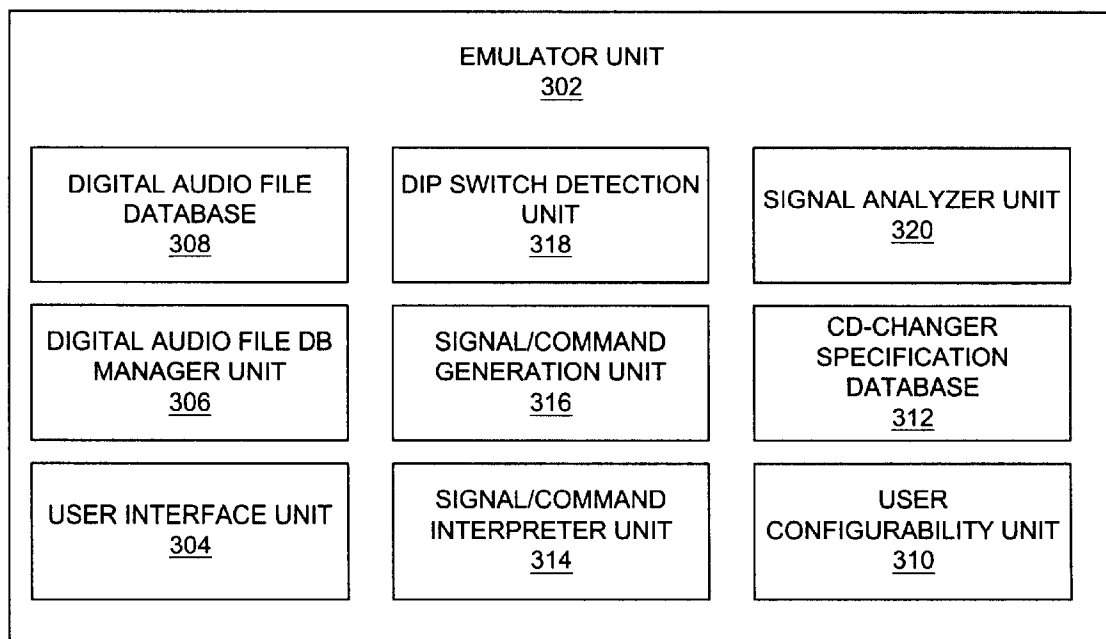 EMULATOR UNIT
302
DIGITAL AUDIO FILE
DATABASE
308
DIP SWITCH DETECTION
UNIT
318
SIGNAL ANALYZER UNIT
320
DIGITAL AUDIO FILE DB
MANAGER UNIT
306
SIGNAL/COMMAND
GENERATION UNIT
316
CD-CHANGER
SPECIFICATION
DATABASE
312
USER INTERFACE UNIT
304
SIGNAL/COMMAND
INTERPRETER UNIT
314
USER
CONFIGURABILITY UNIT
310